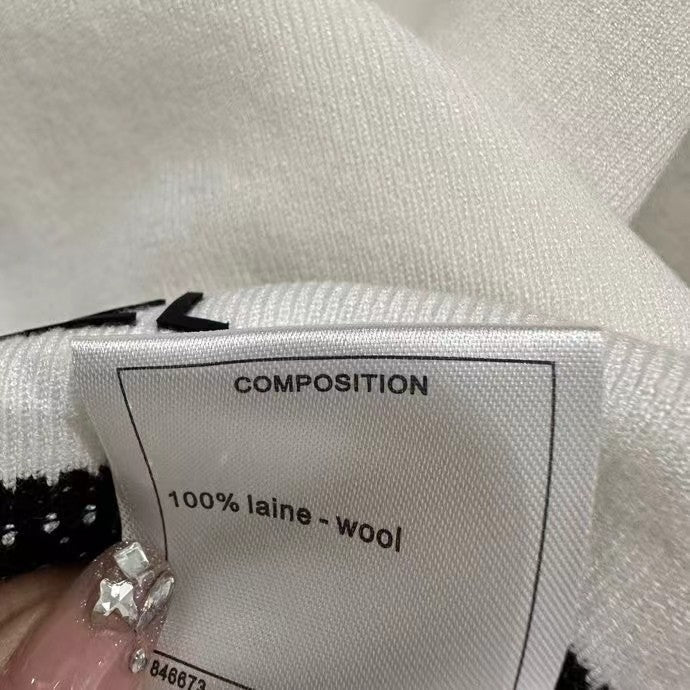 COMPOSITION
100% laine - wool
846673